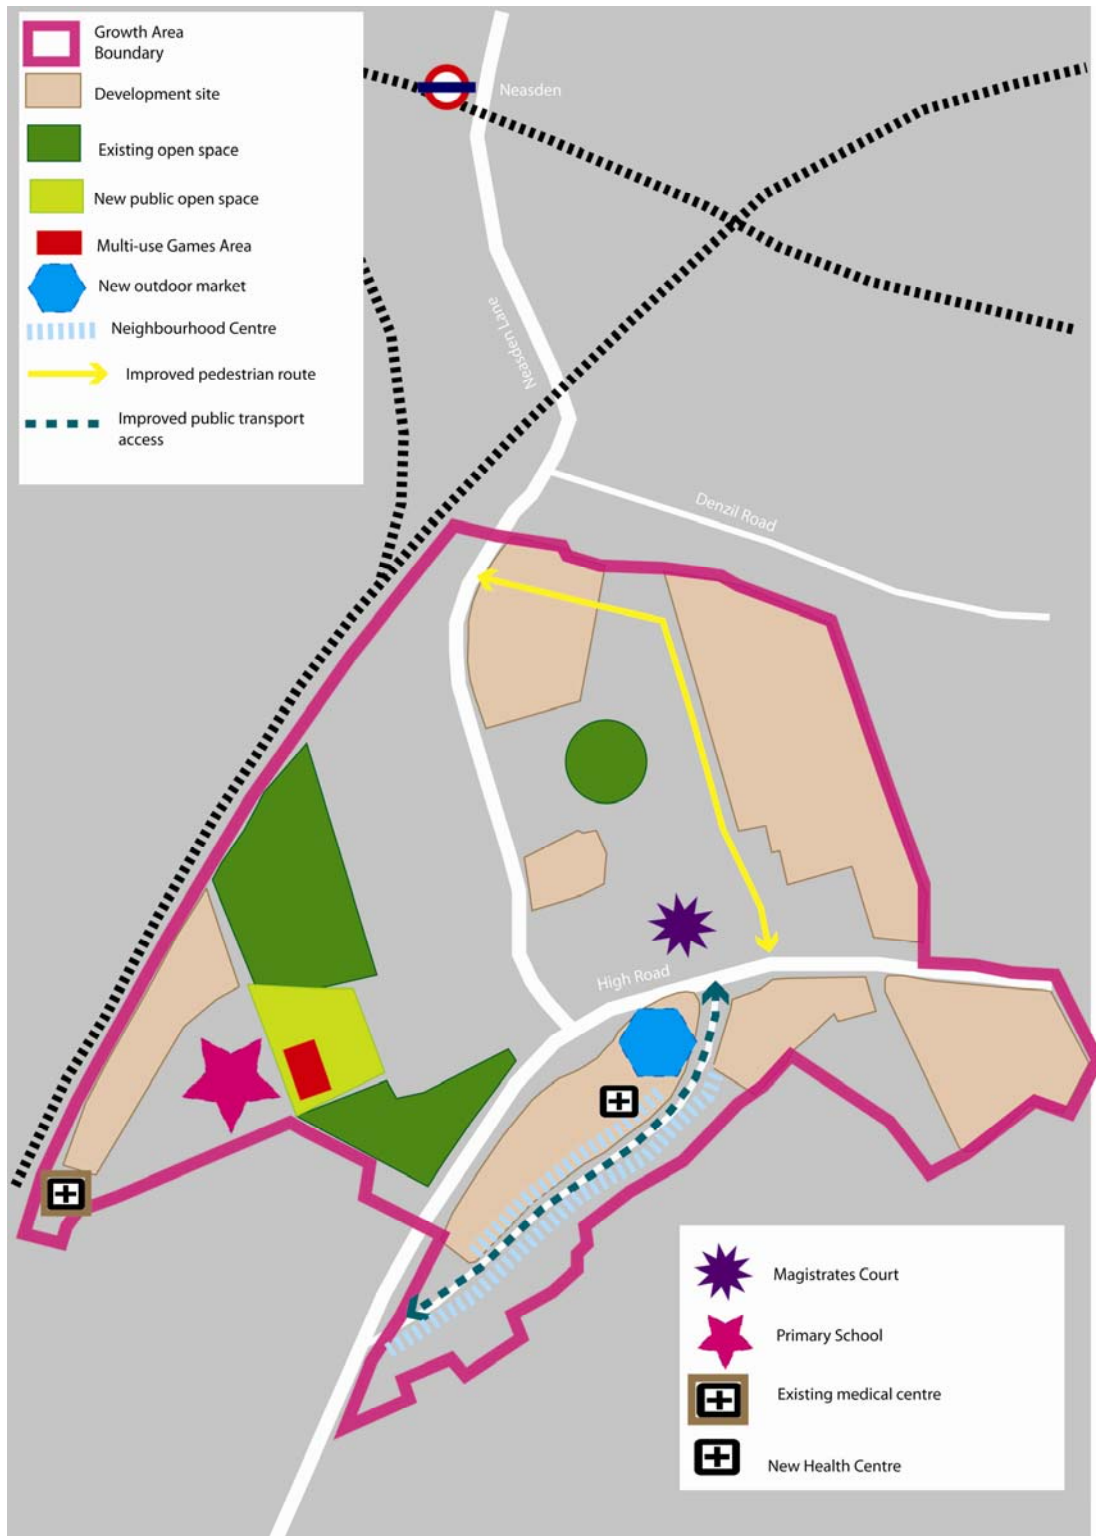 Growth Area
Boundary
Development site
Existing open space
New public open space
Multi-use Games Area
New outdoor market
Neighbourhood Centre
Improved pedestrian route
Improved public transport
access
Neasden
Neasden Lane
Denzil Road
High Road
Magistrates Court
Primary School
Existing medical centre
New Health Centre